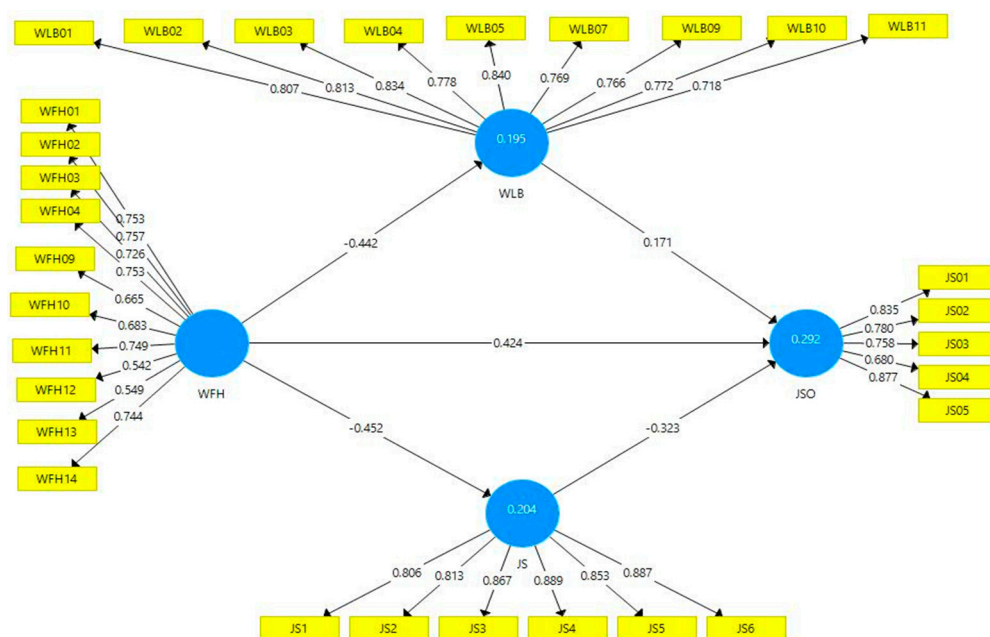 WLB01 WLB02 WLB03 WLB04 WLB05 WLB07 WLB09 WLB10 WLB11
0.807 0.813 0.834 0.778 0.840 0.769 0.766 0.772 0.718
0.195
WLB
WFH01
WFH02
WFH03
WFH04
WFH09
WFH10
WFH11
WFH12
WFH13
WFH14
0.753
0.757
0.726
0.753
0.665
0.683
0.749
0.542
0.549
0.744
WFH
-0.442
0.171
0.424
-0.452
-0.323
0.292
JSO
0.835
0.780
0.758
0.680
0.877
JS01
JS02
JS03
JS04
JS05
0.204
JS
0.806 0.813 0.867 0.889 0.853 0.887
JS1 JS2 JS3 JS4 JS5 JS6